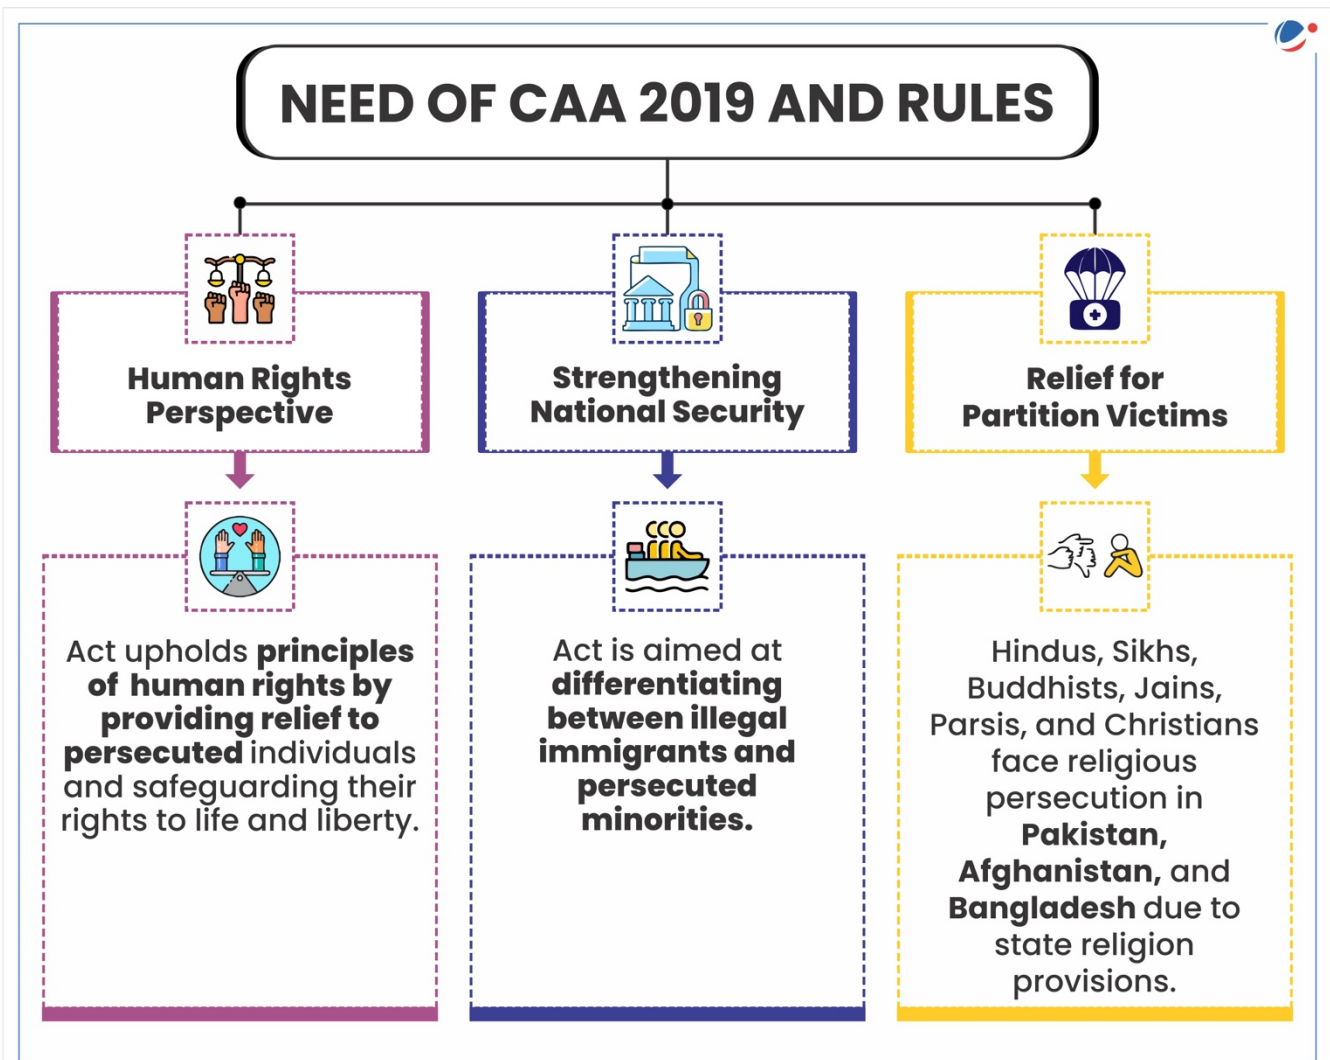 NEED OF CAA 2019 AND RULES
Human Rights
Perspective
Act upholds principles
of human rights by
providing relief to
persecuted individuals
and safeguarding their
rights to life and liberty.
Strengthening
National Security
Act is aimed at
differentiating
between illegal
immigrants and
persecuted
minorities.
Relief for
Partition Victims
Hindus, Sikhs,
Buddhists, Jains,
Parsis, and Christians
face religious
persecution in
Pakistan,
Afghanistan, and
Bangladesh due to
state religion
provisions.